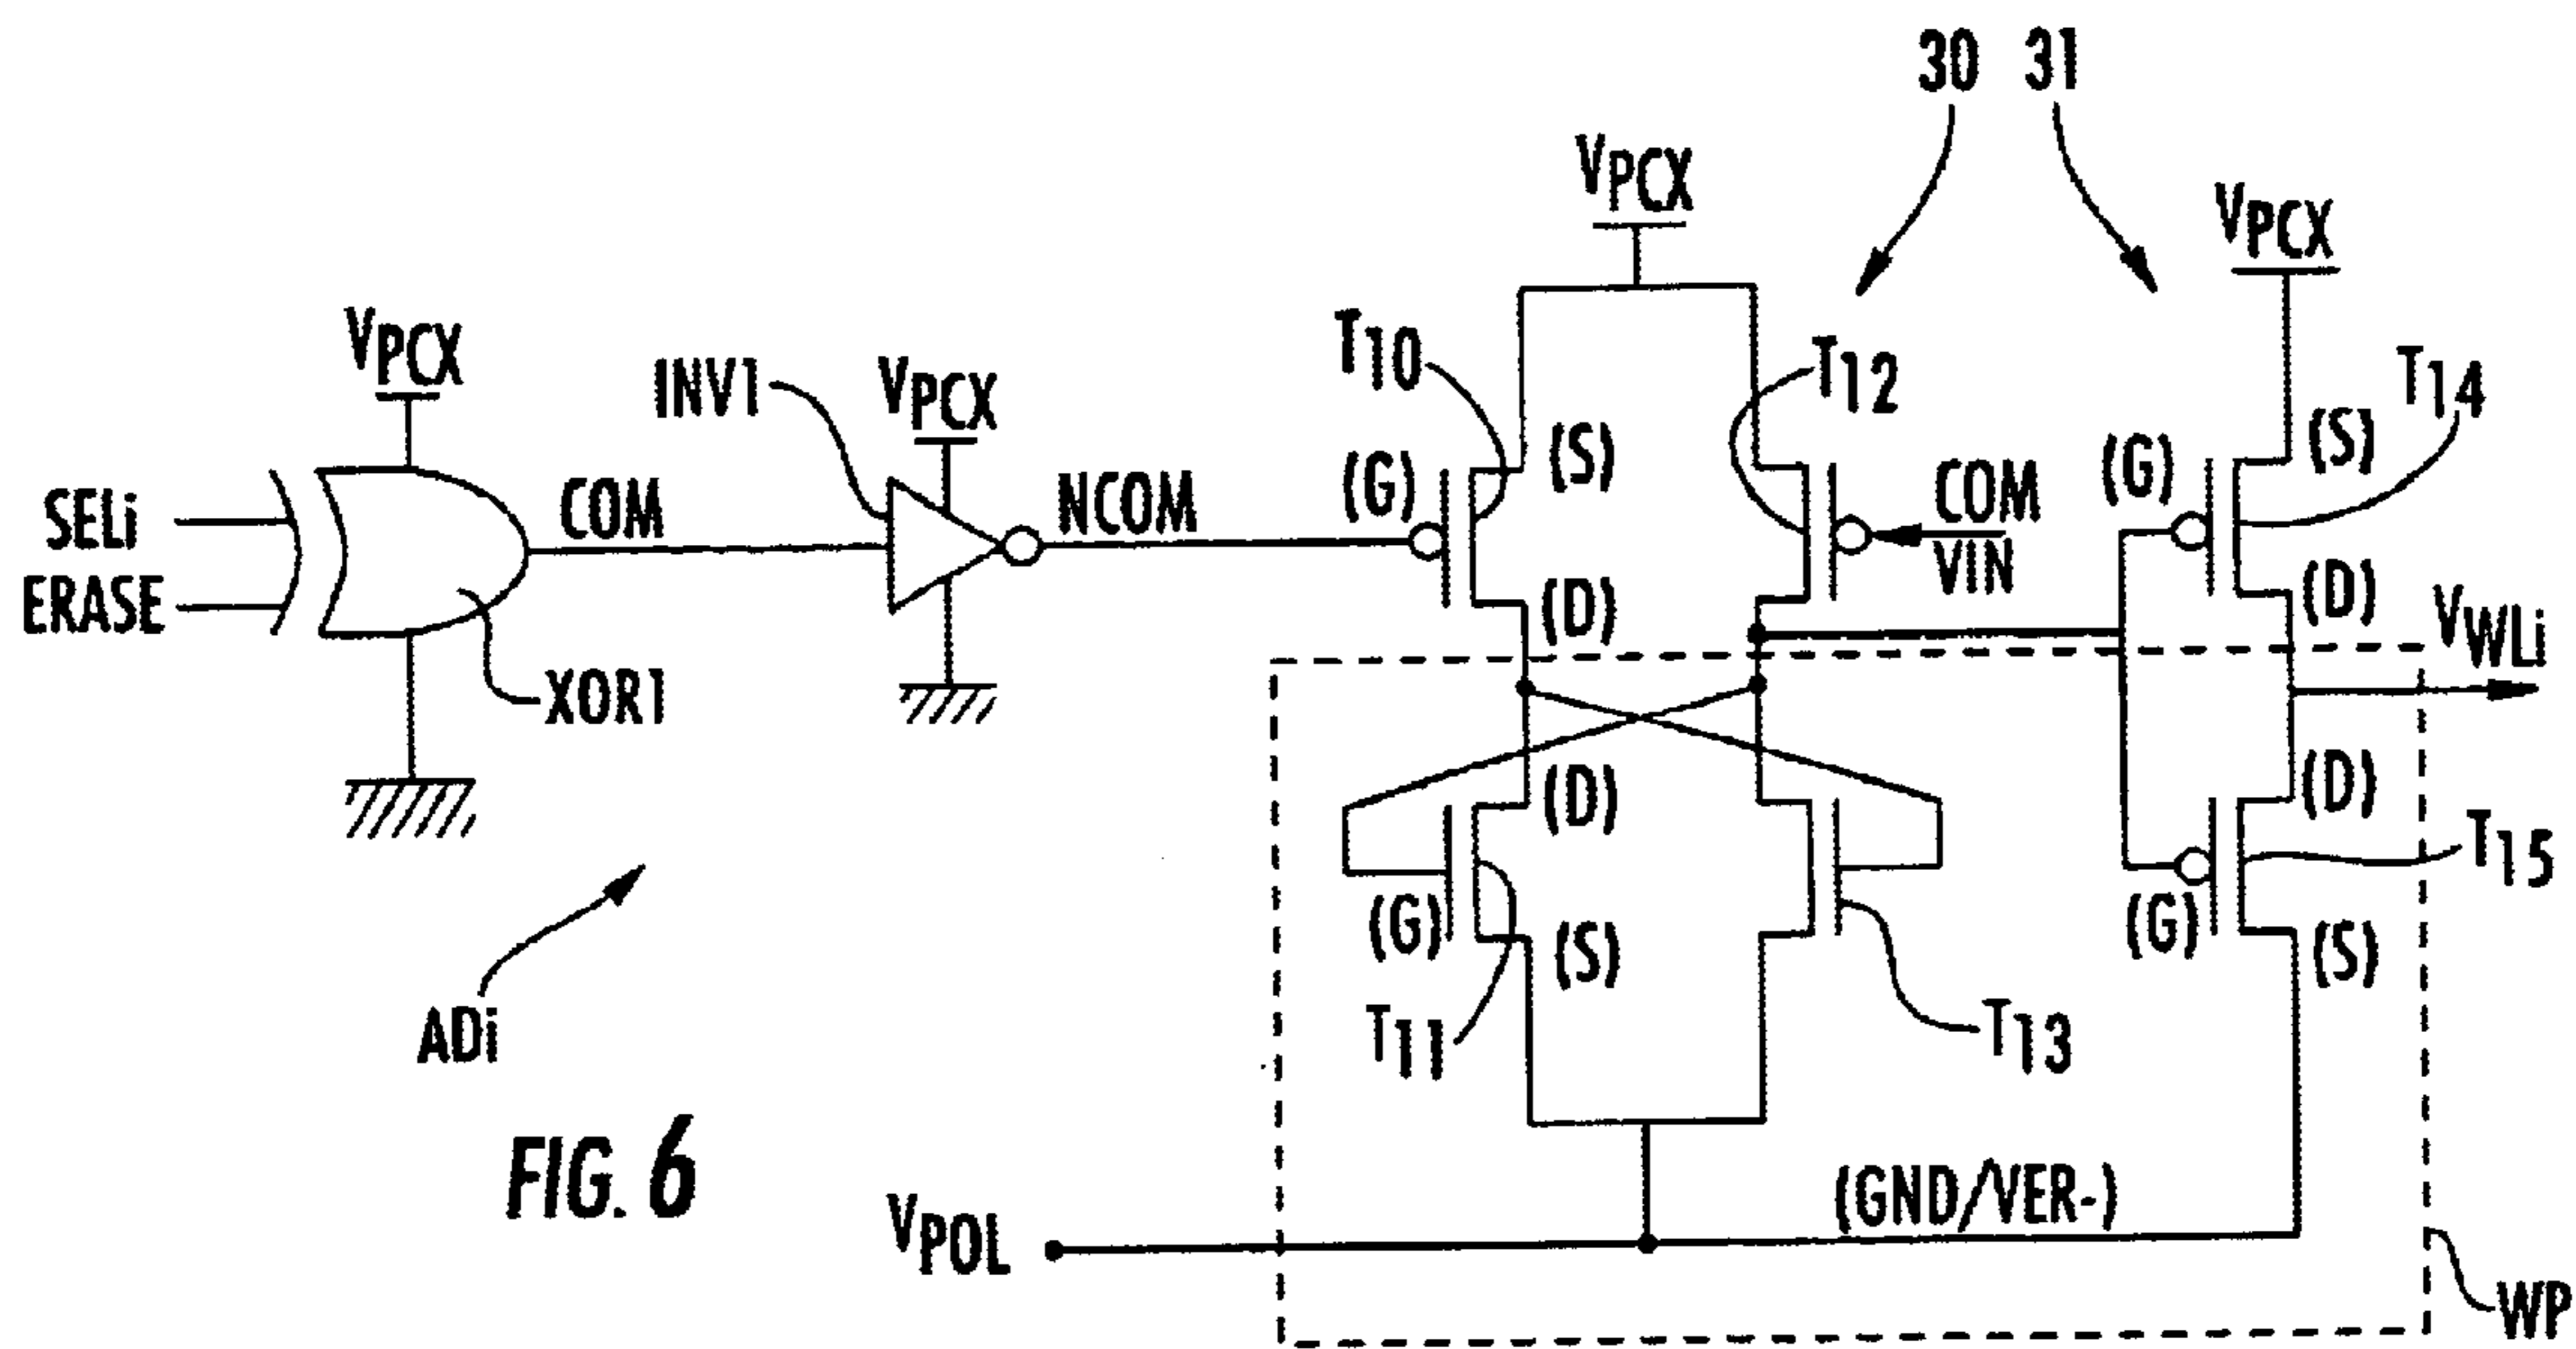 30
31
VPCX
VPCX
VPCX
INV1
VPCX
T10
T12
T14
(S)
(S)
(G)
(G)
SELi
COM
NCOM
COM
VIN
ERASE
(D)
(D)
VWLi
XOR1
(D)
(D)
T15
(G)
(G)
(S)
(S)
ADi
T11
T13
FIG. 6
VPOL
(GND/VER-)
WP